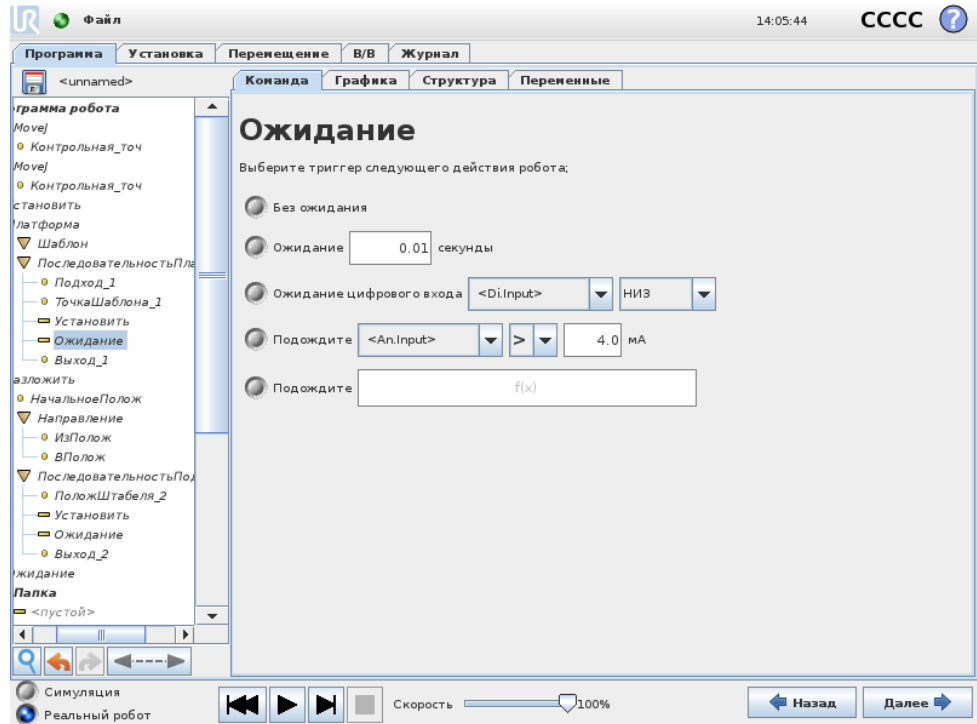 UR Файл 14:05:44 CCCC ?
Программа Установка Перемещение В/В Журнал
<unnamed>
Команда Графика Структура Переменные
грамма робота
MoveJ
Контрольная_точ
MoveJ
Контрольная_точ
становить
латформа
Шаблон
ПоследовательностьПла
Подход_1
ТочкаШаблона_1
Установить
Ожидание
Выход_1
азложить
НачальноеПолож
Направление
ИзПолож
ВПолож
ПоследовательностьПод
ПоложШтабеля_2
Установить
Ожидание
Выход_2
жидание
Папка
<пустой>
Ожидание
Выберите триггер следующего действия робота;
Без ожидания
Ожидание 0.01 секунды
Ожидание цифрового входа <Di.Input> НИЗ
Подождите <An.Input> > 4.0 мА
Подождите f(x)
Симуляция
Реальный робот
Скорость 100%
Назад Далее